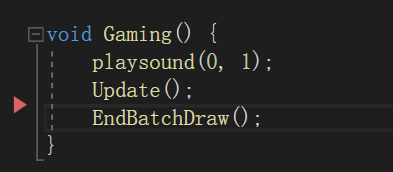 void Gaming() {
playsound(0, 1);
Update();
EndBatchDraw();
}